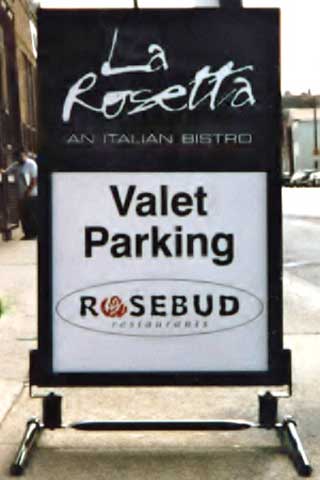 La
Rosetta
AN ITALIAN BISTRO
Valet
Parking
ROSEBUD
restaurants